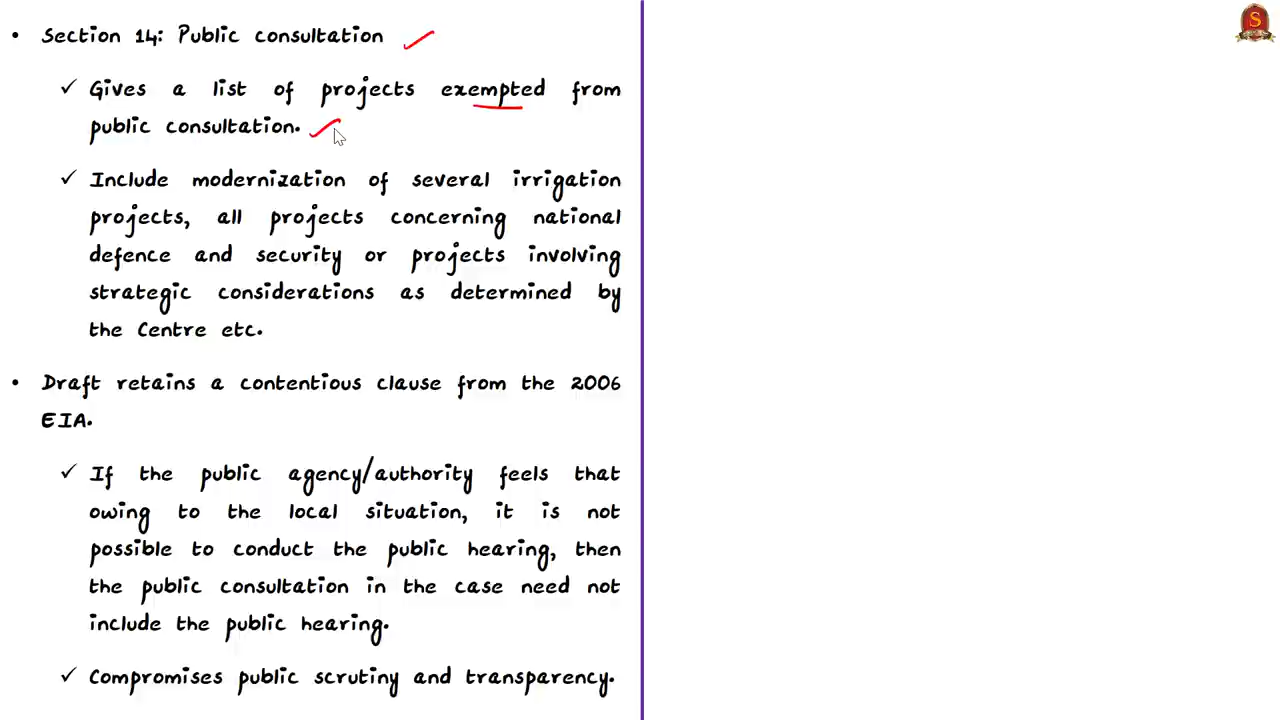 • Section 14: Public consultation
✓ Gives a list of projects exempted from
public consultation.
✓ Include modernization of several irrigation
projects, all projects concerning national
defence and security or projects involving
strategic considerations as determined by
the Centre etc.
• Draft retains a contentious clause from the 2006
EIA.
✓ If the public agency/authority feels that
owing to the local situation, it is not
possible to conduct the public hearing, then
the public consultation in the case need not
include the public hearing.
✓ Compromises public scrutiny and transparency.
S